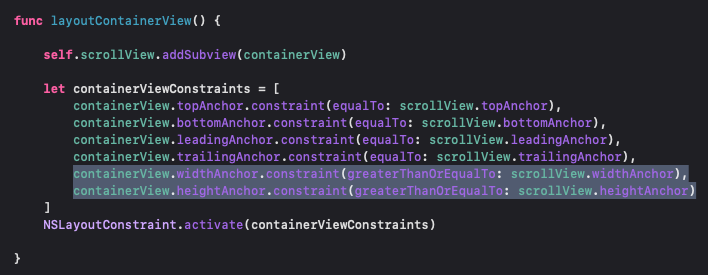 func layoutContainerView() {
self.scrollView.addSubview(containerView)
let containerViewConstraints = [
containerView.topAnchor.constraint(equalTo: scrollView.topAnchor),
containerView.bottomAnchor.constraint(equalTo: scrollView.bottomAnchor),
containerView.leadingAnchor.constraint(equalTo: scrollView.leadingAnchor),
containerView.trailingAnchor.constraint(equalTo: scrollView.trailingAnchor),
containerView.widthAnchor.constraint(greaterThanOrEqualTo: scrollView.widthAnchor),
containerView.heightAnchor.constraint(greaterThanOrEqualTo: scrollView.heightAnchor)
]
NSLayoutConstraint.activate(containerViewConstraints)
}